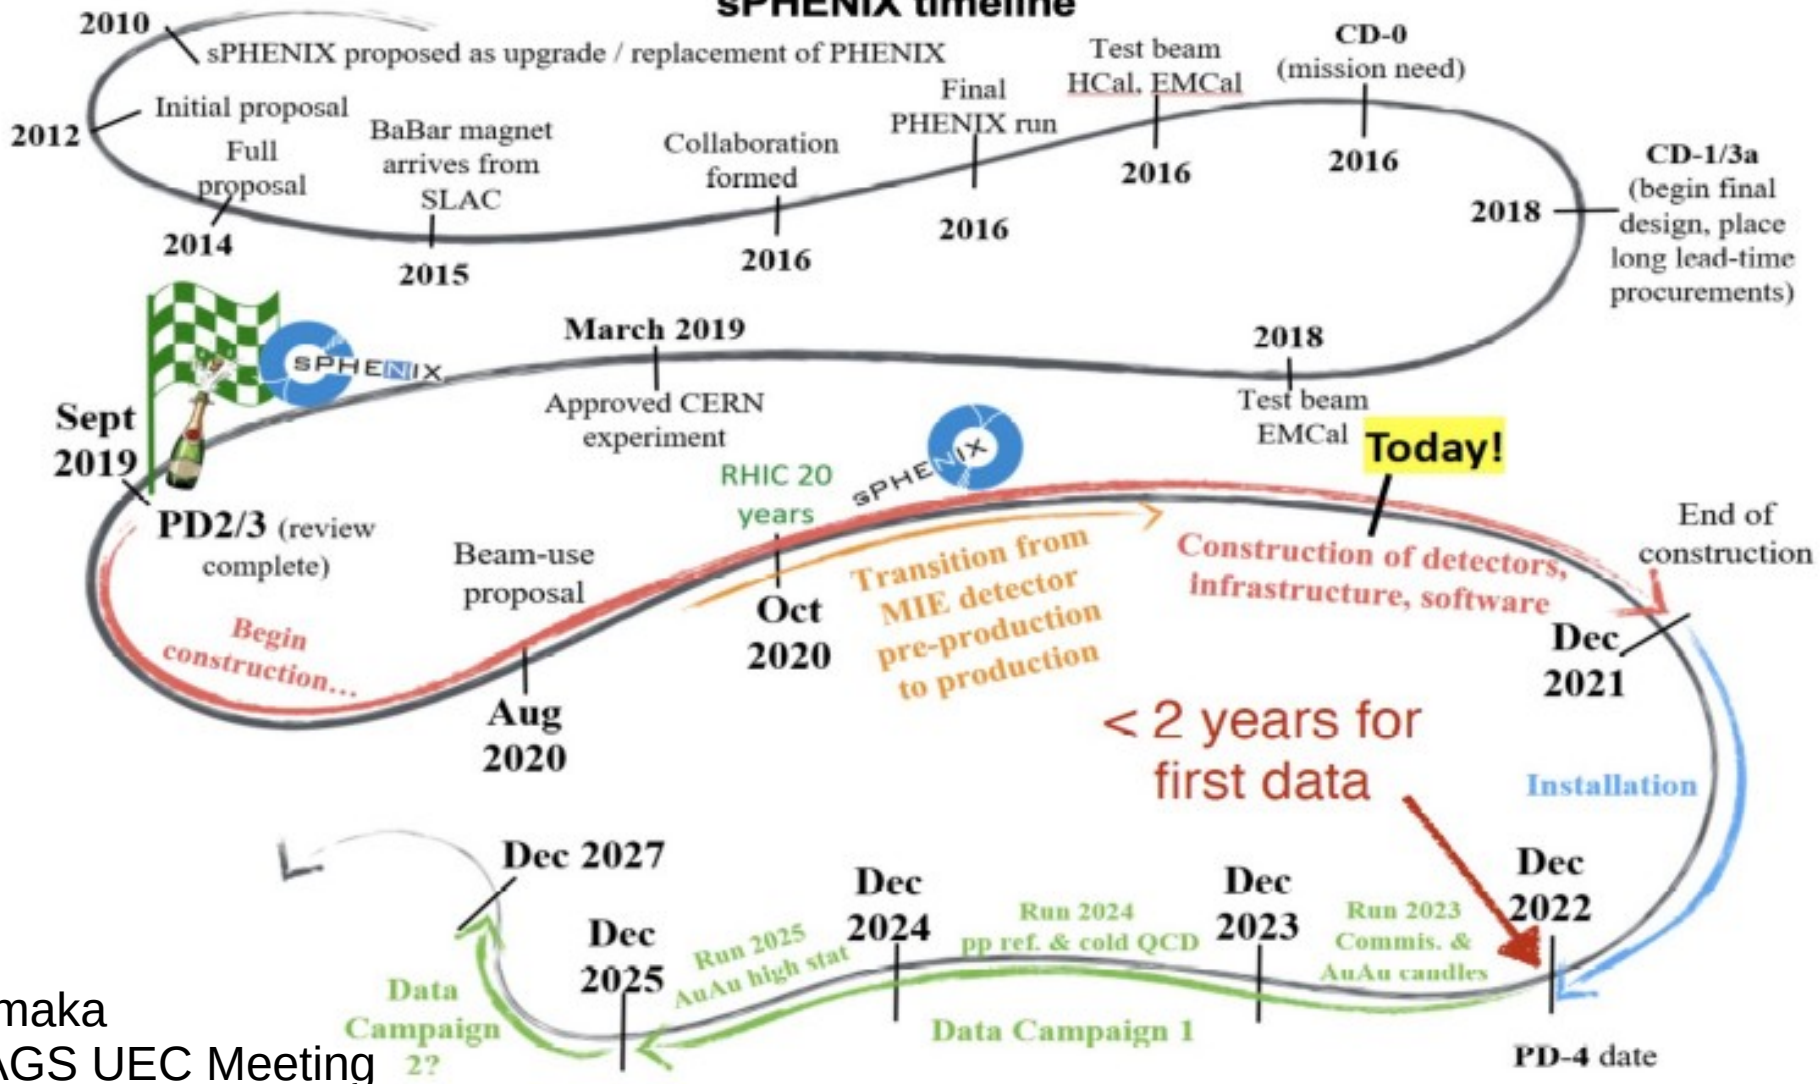 sPHENIX timeline
2010
sPHENIX proposed as upgrade / replacement of PHENIX
2012
Initial proposal
Full
proposal
2014
BaBar magnet
arrives from
SLAC
2015
Collaboration
formed
2016
Final
PHENIX run
2016
Test beam
HCal, EMCal
2016
CD-0
(mission need)
2016
2018
CD-1/3a
(begin final
design, place
long lead-time
procurements)
2018
Test beam
EMCal
March 2019
Approved CERN
experiment
sPHENIX
Sept
2019
PD2/3 (review
complete)
Begin
construction...
Beam-use
proposal
Aug
2020
RHIC 20
years
Oct
2020
sPHENIX
Transition from
MIE detector
pre-production
to production
Today!
Construction of detectors,
infrastructure, software
End of
construction
Dec
2021
< 2 years for
first data
Installation
Dec
2022
PD-4 date
Run 2023
Commis. &
AuAu candles
Dec
2023
Run 2024
pp ref. & cold QCD
Data Campaign 1
Dec
2024
Run 2025
AuAu high stat
Dec
2025
Data
Campaign
2?
Dec 2027
maka
AGS UEC Meeting